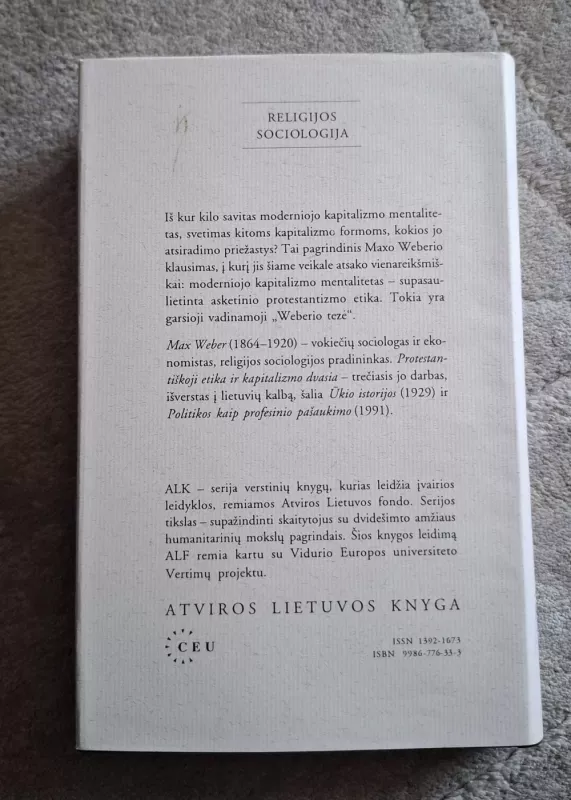 RELIGIJOS
SOCIOLOGIJA
Iš kur kilo savitas moderniojo kapitalizmo mentalite-
tas, svetimas kitoms kapitalizmo formoms, kokios jo
atsiradimo priežastys? Tai pagrindinis Maxo Weberio
klausimas, į kurį jis šiame veikale atsako vienareikšmiš-
kai: moderniojo kapitalizmo mentalitetas – supasau-
lietinta asketinio protestantizmo etika. Tokia yra
garsioji vadinamoji „Weberio tezė“.
Max Weber (1864–1920) – vokiečių sociologas ir eko-
nomistas, religijos sociologijos pradininkas. Protestan-
tiškoji etika ir kapitalizmo dvasia – trečiasis jo darbas,
išverstas į lietuvių kalbą, šalia Ūkio istorijos (1929) ir
Politikos kaip profesinio pašaukimo (1991).
ALK – serija verstinių knygų, kurias leidžia įvairios
leidyklos, remiamos Atviros Lietuvos fondo. Serijos
tikslas – supažindinti skaitytojus su dvidešimto amžiaus
humanitarinių mokslų pagrindais. Šios knygos leidimą
ALF remia kartu su Vidurio Europos universiteto
Vertimų projektu.
ATVIROS LIETUVOS KNYGA
CEU
ISSN 1392-1673
ISBN 9986-776-33-3